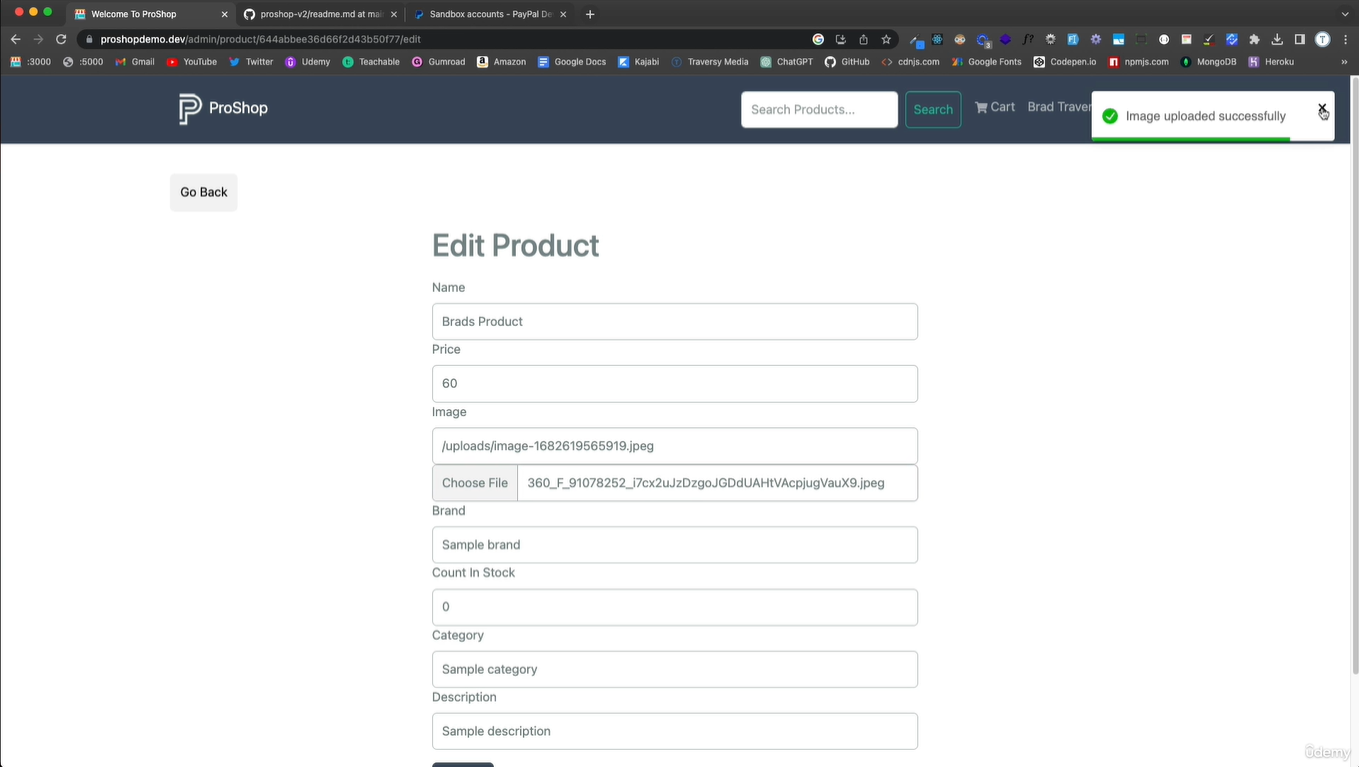 Welcome To ProShop
proshop-v2/readme.md at mai
Sandbox accounts - PayPal De
proshopdemo.dev/admin/product/644abbee36d66f2d43b50f77/edit
:3000 :5000 Gmail YouTube Twitter Udemy Teachable Gumroad Amazon Google Docs Kajabi Traversy Media ChatGPT GitHub cdnjs.com Google Fonts Codepen.io npmjs.com MongoDB Heroku
ProShop
Search Products...
Search
Cart
Brad Traver
Image uploaded successfully
Go Back
Edit Product
Name
Brads Product
Price
60
Image
/uploads/image-1682619565919.jpeg
Choose File 360_F_91078252_i7cx2uJzDzgoJGDdUAHtVAcpjugVauX9.jpeg
Brand
Sample brand
Count In Stock
0
Category
Sample category
Description
Sample description
ûdemy